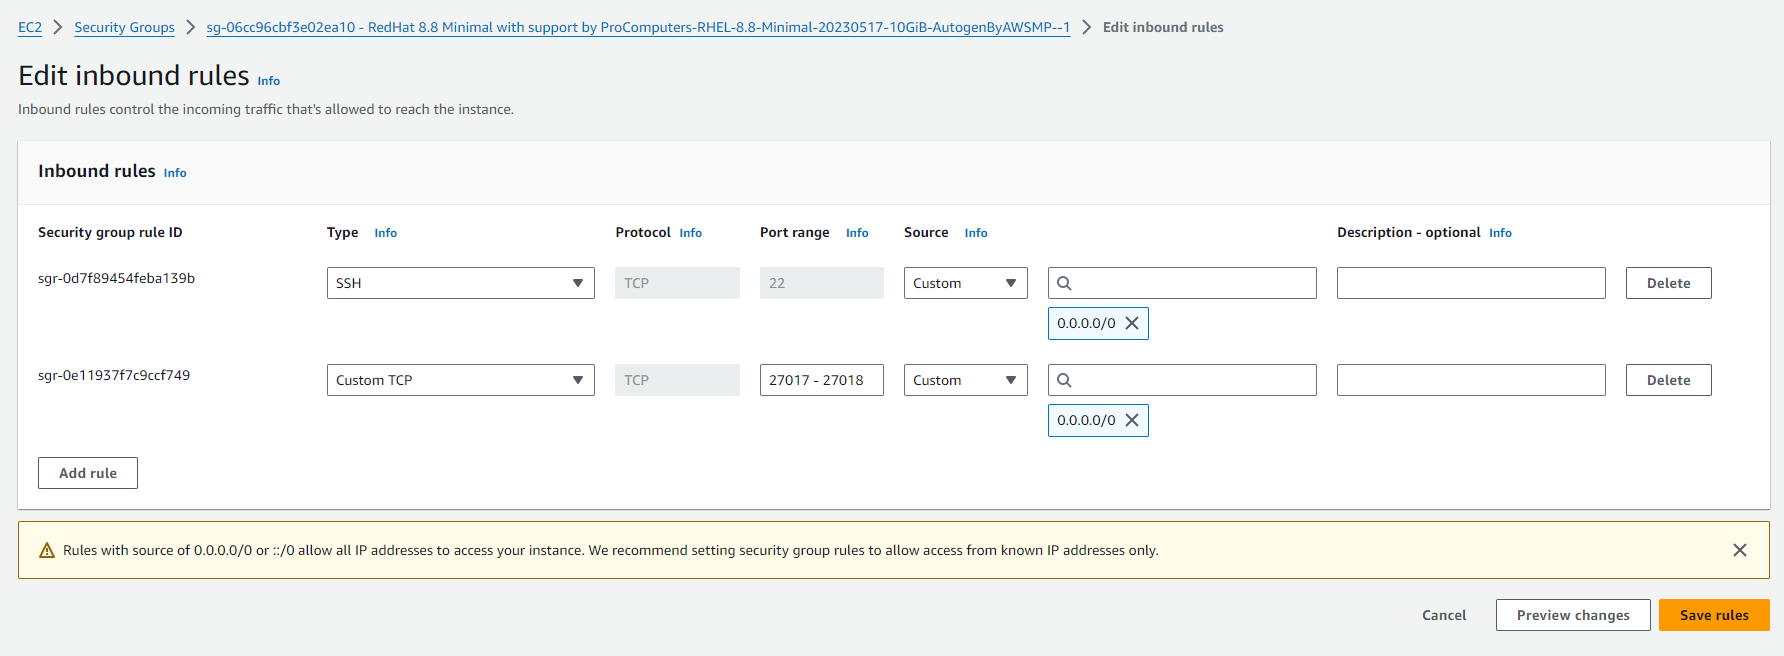 EC2 > Security Groups > sg-06cc96cbf3e02ea10 - RedHat 8.8 Minimal with support by ProComputers-RHEL-8.8-Minimal-20230517-10GiB-AutogenByAWSMP--1 > Edit inbound rules
Edit inbound rules Info
Inbound rules control the incoming traffic that's allowed to reach the instance.
Inbound rules Info
Security group rule ID Type Info Protocol Info Port range Info Source Info Description - optional Info
sgr-0d7f89454feba139b SSH TCP 22 Custom Delete
0.0.0.0/0
sgr-0e11937f7c9ccf749 Custom TCP TCP 27017 - 27018 Custom Delete
0.0.0.0/0
Add rule
Rules with source of 0.0.0.0/0 or ::/0 allow all IP addresses to access your instance. We recommend setting security group rules to allow access from known IP addresses only.
Cancel Preview changes Save rules